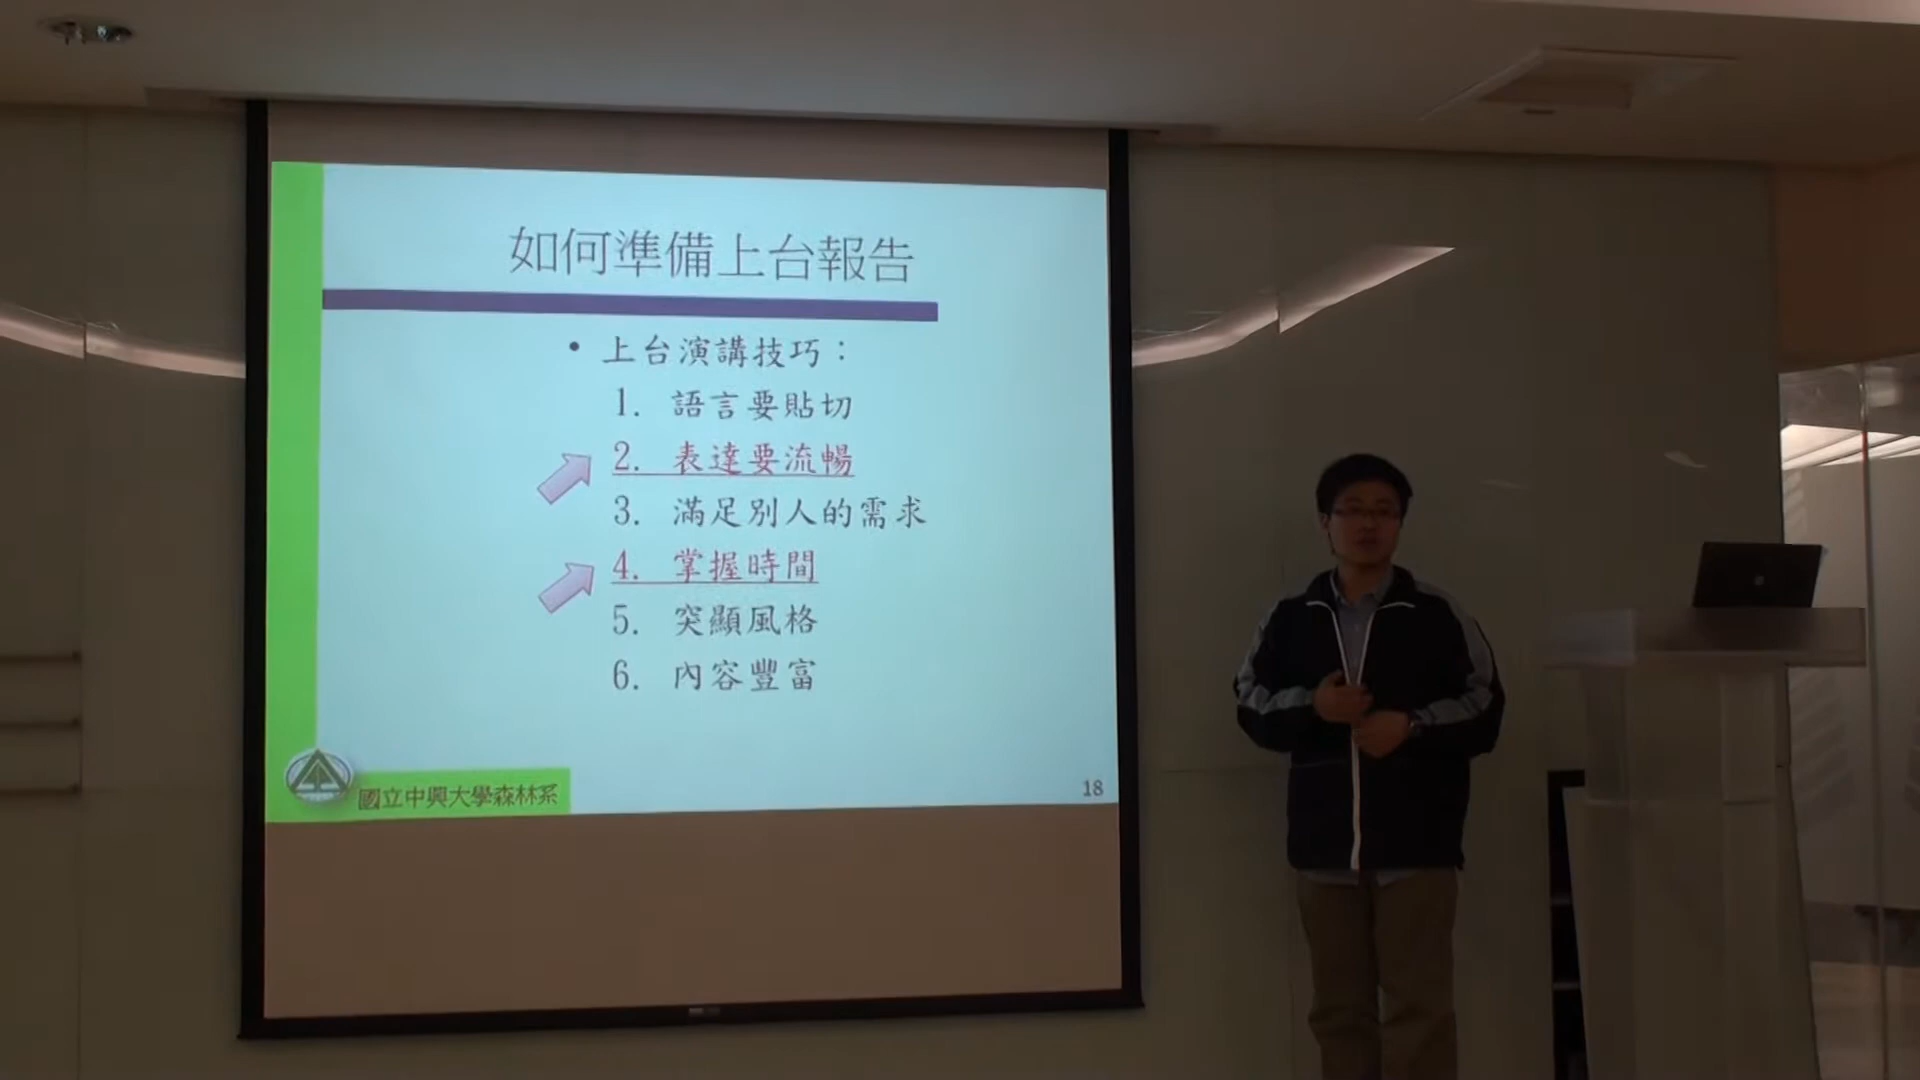 如何準備上台報告
• 上台演講技巧：
1. 語言要貼切
2. 表達要流暢
3. 滿足別人的需求
4. 掌握時間
5. 突顯風格
6. 內容豐富
國立中興大學森林系
18